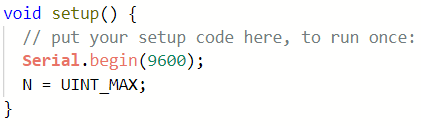 void setup() {
  // put your setup code here, to run once:
  Serial.begin(9600);
  N = UINT_MAX;
}